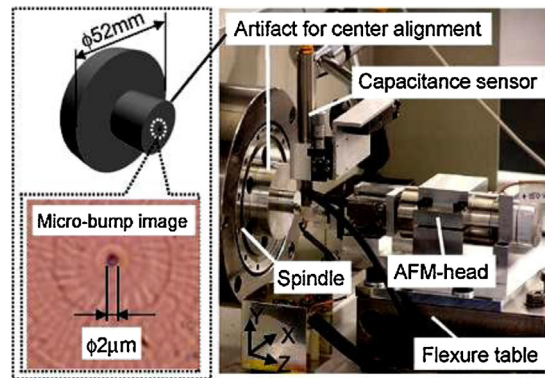 ϕ52mm
Artifact for center alignment
Capacitance sensor
Micro-bump image
ϕ2μm
Spindle
AFM-head
Flexure table
Y
X
Z